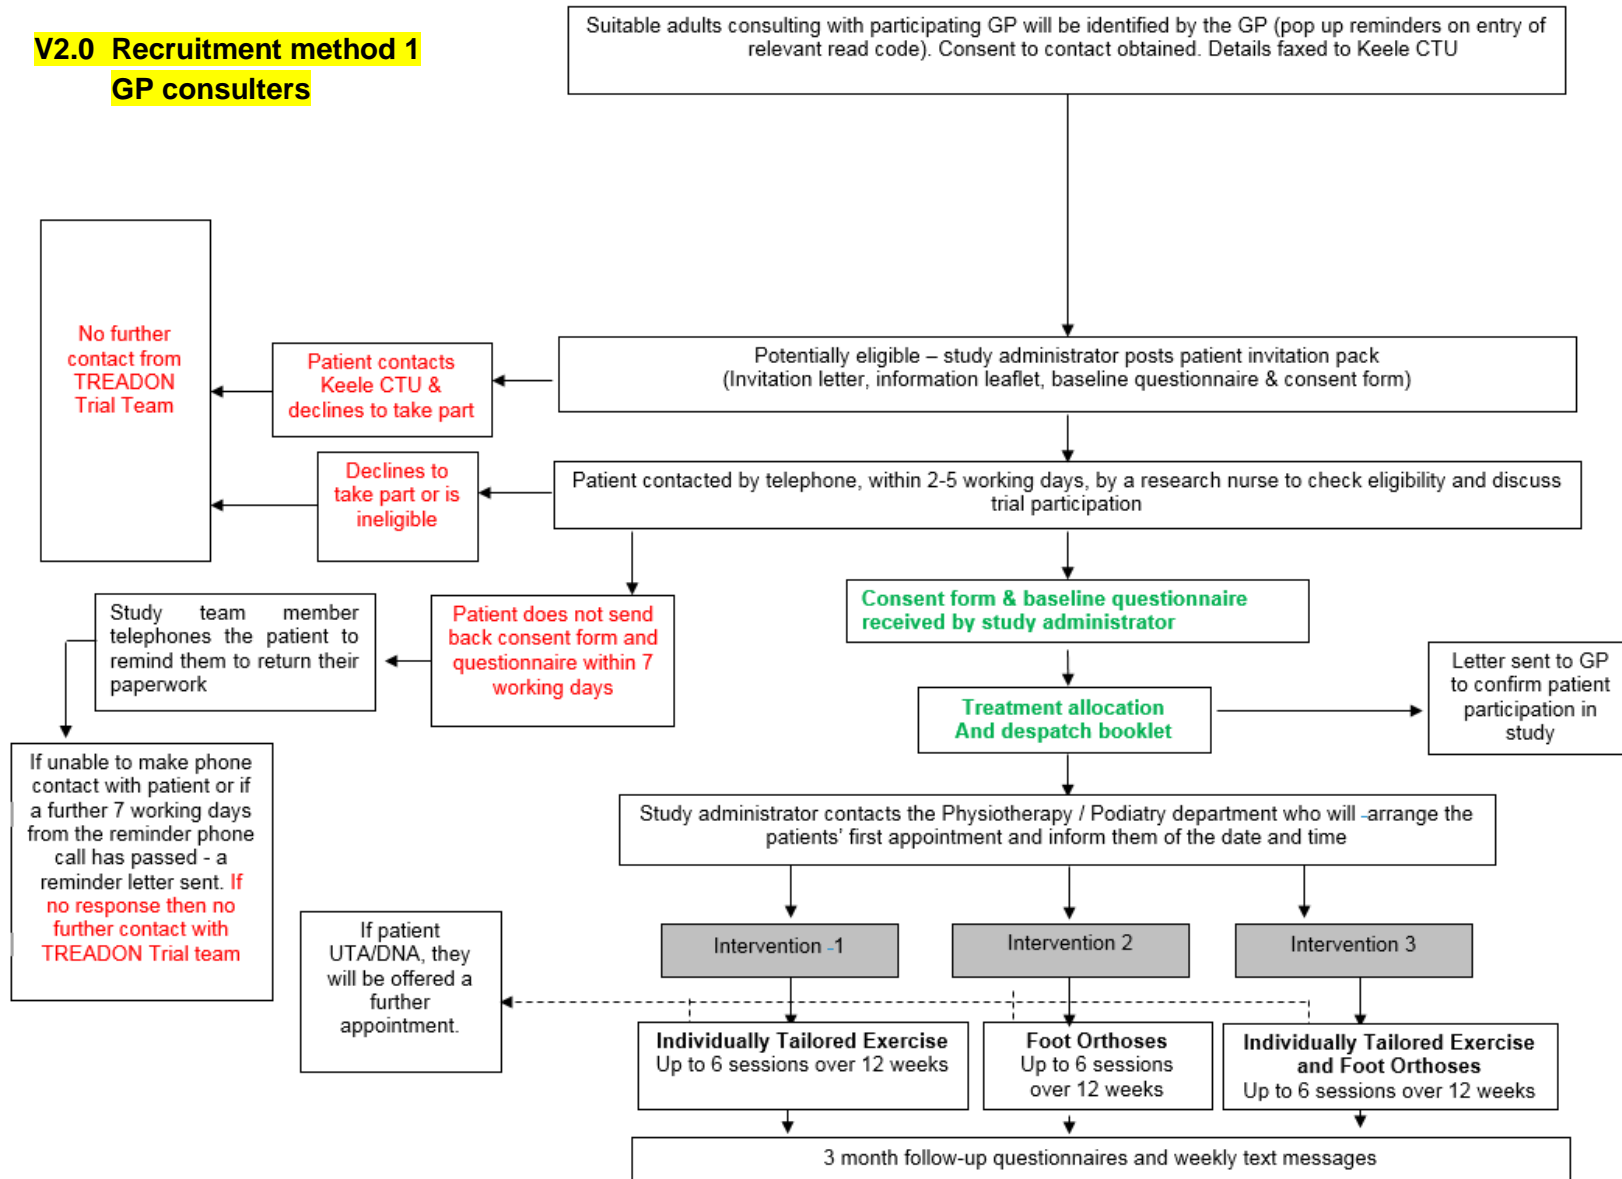 V2.0 Recruitment method 1
GP consulters
Suitable adults consulting with participating GP will be identified by the GP (pop up reminders on entry of
relevant read code). Consent to contact obtained. Details faxed to Keele CTU
No further
contact from
TREADON
Trial Team
Patient contacts
Keele CTU &
declines to take part
Potentially eligible – study administrator posts patient invitation pack
(Invitation letter, information leaflet, baseline questionnaire & consent form)
Declines to
take part or is
ineligible
Patient contacted by telephone, within 2-5 working days, by a research nurse to check eligibility and discuss
trial participation
Study team member
telephones the patient to
remind them to return their
paperwork
Patient does not send
back consent form and
questionnaire within 7
working days
Consent form & baseline questionnaire
received by study administrator
Treatment allocation
And despatch booklet
Letter sent to GP
to confirm patient
participation in
study
If unable to make phone
contact with patient or if
a further 7 working days
from the reminder phone
call has passed - a
reminder letter sent. If
no response then no
further contact with
TREADON Trial team
Study administrator contacts the Physiotherapy / Podiatry department who will -arrange the
patients' first appointment and inform them of the date and time
If patient
UTA/DNA, they
will be offered a
further
appointment.
Intervention -1
Intervention 2
Intervention 3
Individually Tailored Exercise
Up to 6 sessions over 12 weeks
Foot Orthoses
Up to 6 sessions
over 12 weeks
Individually Tailored Exercise
and Foot Orthoses
Up to 6 sessions over 12 weeks
3 month follow-up questionnaires and weekly text messages